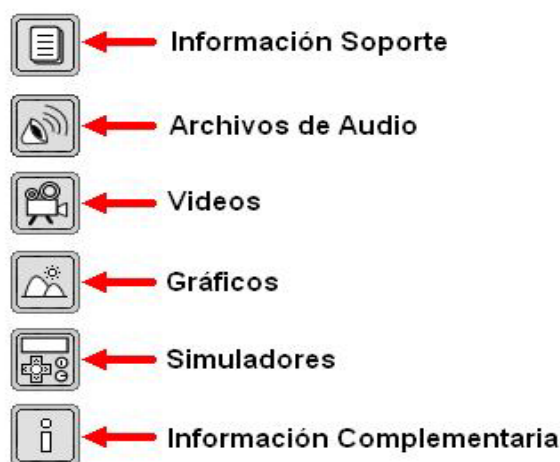 Información Soporte
Archivos de Audio
Videos
Gráficos
Simuladores
Información Complementaria